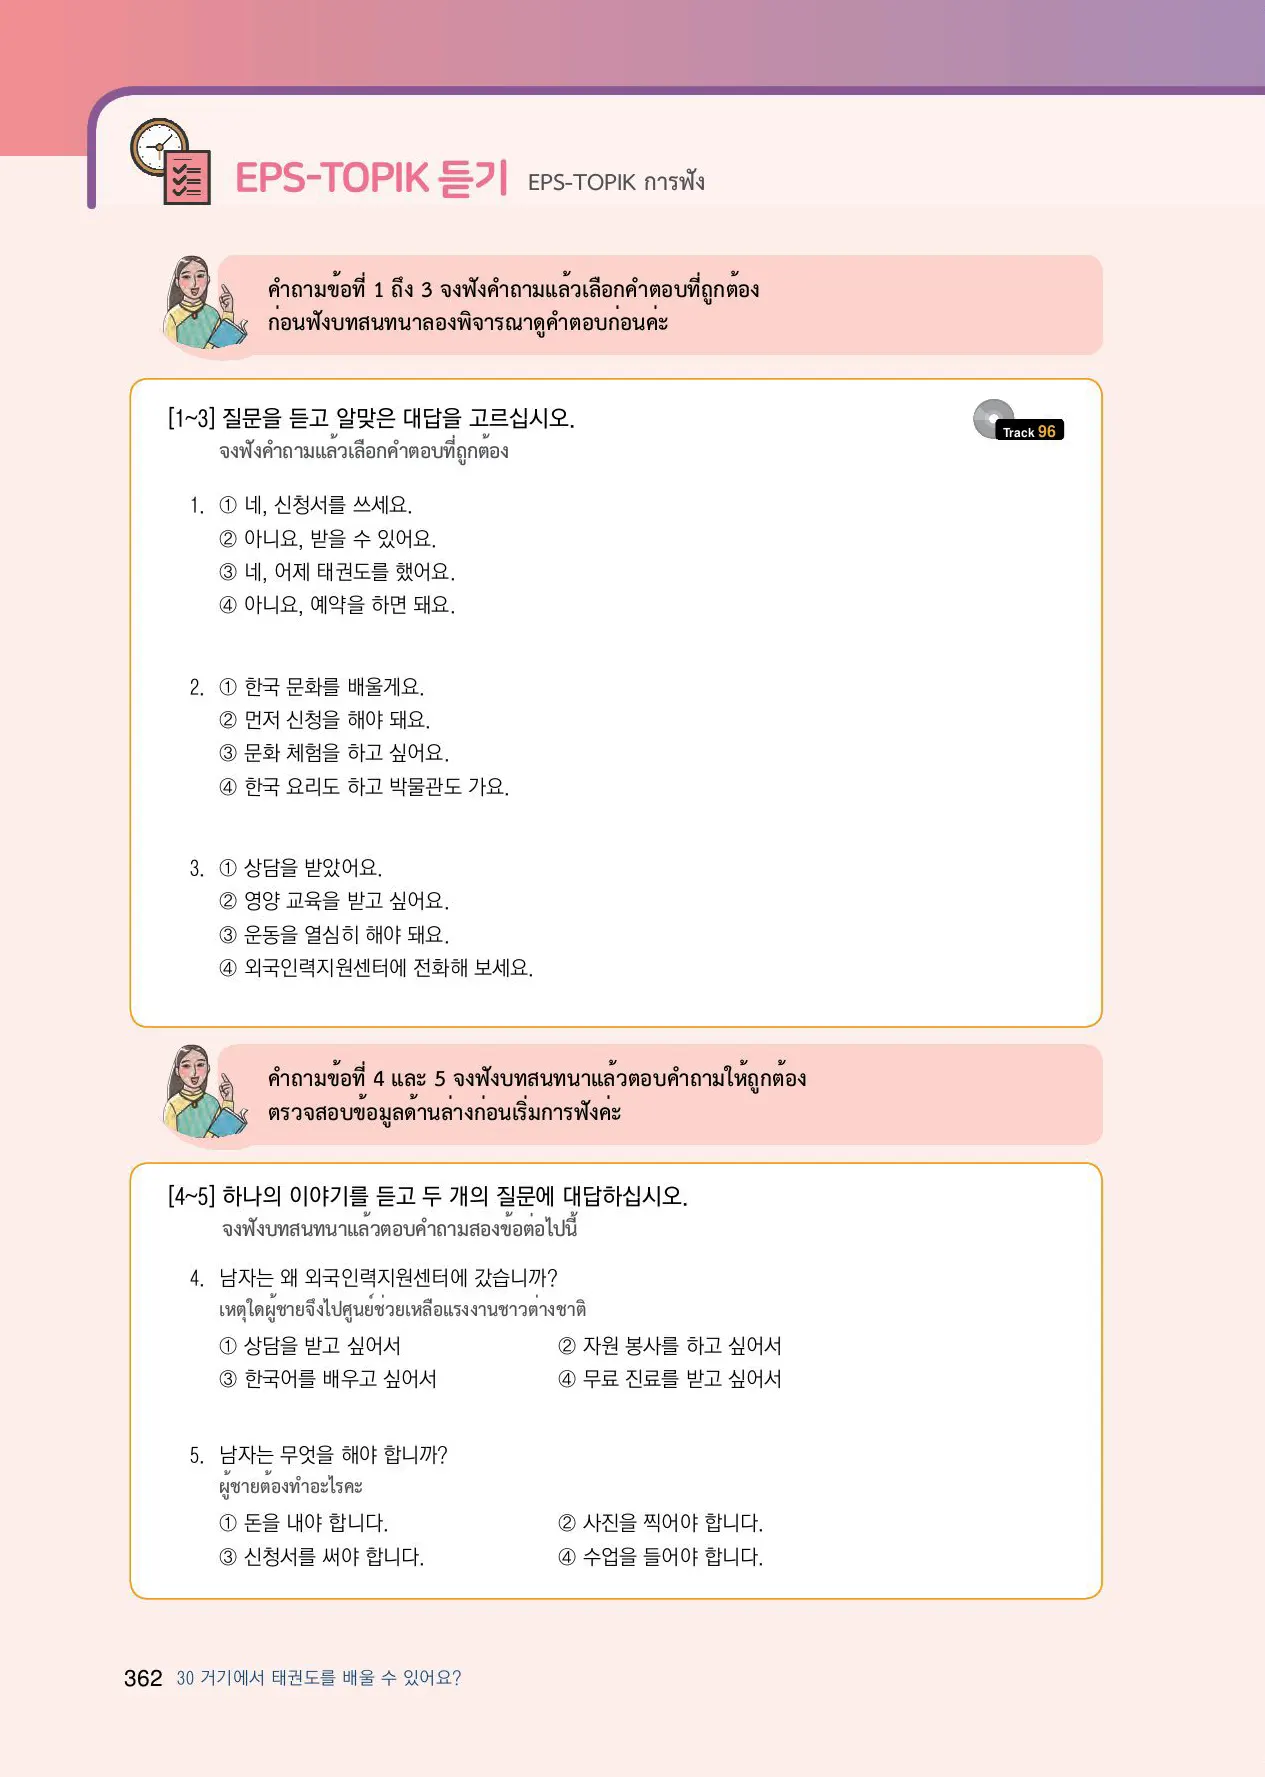 EPS-TOPIK 듣기 EPS-TOPIK การฟัง
คำถามข้อที่ 1 ถึง 3 จงฟังคำถามแล้วเลือกคำตอบที่ถูกต้อง
ก่อนฟังบทสนทนาลองพิจารณาดูคำตอบก่อนค่ะ
[1~3] 질문을 듣고 알맞은 대답을 고르십시오.
จงฟังคำถามแล้วเลือกคำตอบที่ถูกต้อง
Track 96
1. ① 네, 신청서를 쓰세요.
② 아니요, 받을 수 있어요.
③ 네, 어제 태권도를 했어요.
④ 아니요, 예약을 하면 돼요.
2. ① 한국 문화를 배울게요.
② 먼저 신청을 해야 돼요.
③ 문화 체험을 하고 싶어요.
④ 한국 요리도 하고 박물관도 가요.
3. ① 상담을 받았어요.
② 영양 교육을 받고 싶어요.
③ 운동을 열심히 해야 돼요.
④ 외국인력지원센터에 전화해 보세요.
คำถามข้อที่ 4 และ 5 จงฟังบทสนทนาแล้วตอบคำถามให้ถูกต้อง
ตรวจสอบข้อมูลด้านล่างก่อนเริ่มการฟังค่ะ
[4~5] 하나의 이야기를 듣고 두 개의 질문에 대답하십시오.
จงฟังบทสนทนาแล้วตอบคำถามสองข้อต่อไปนี้
4. 남자는 왜 외국인력지원센터에 갔습니까?
เหตุใดผู้ชายจึงไปศูนย์ช่วยเหลือแรงงานชาวต่างชาติ
① 상담을 받고 싶어서 ② 자원 봉사를 하고 싶어서
③ 한국어를 배우고 싶어서 ④ 무료 진료를 받고 싶어서
5. 남자는 무엇을 해야 합니까?
ผู้ชายต้องทำอะไรคะ
① 돈을 내야 합니다. ② 사진을 찍어야 합니다.
③ 신청서를 써야 합니다. ④ 수업을 들어야 합니다.
362 30 거기에서 태권도를 배울 수 있어요?